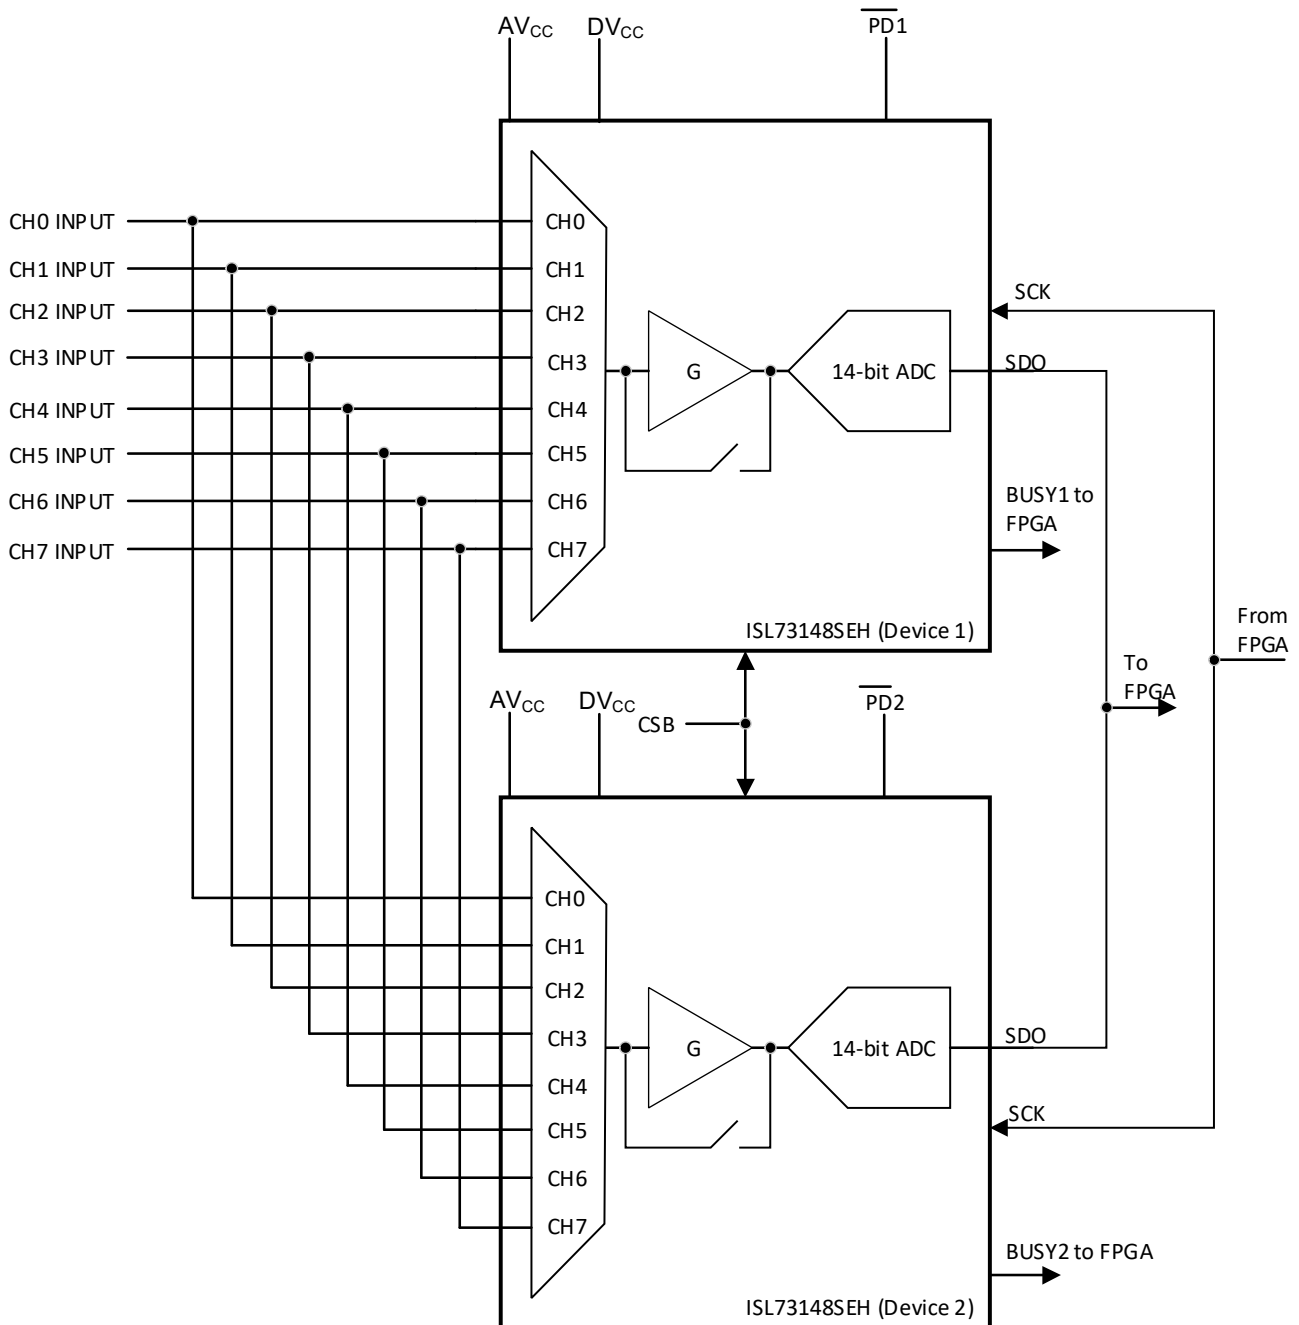 AVCC
DVCC
PD1
CH0 INPUT
CH0
CH1 INPUT
CH1
SCK
CH2 INPUT
CH2
CH3 INPUT
CH3
G
14-bit ADC
SDO
CH4 INPUT
CH4
CH5 INPUT
CH5
CH6 INPUT
CH6
BUSY1 to
FPGA
CH7 INPUT
CH7
ISL73148SEH (Device 1)
From
FPGA
To
FPGA
AVCC
DVCC
PD2
CSB
CH0
CH1
CH2
CH3
G
14-bit ADC
SDO
CH4
SCK
CH5
CH6
CH7
BUSY2 to FPGA
ISL73148SEH (Device 2)